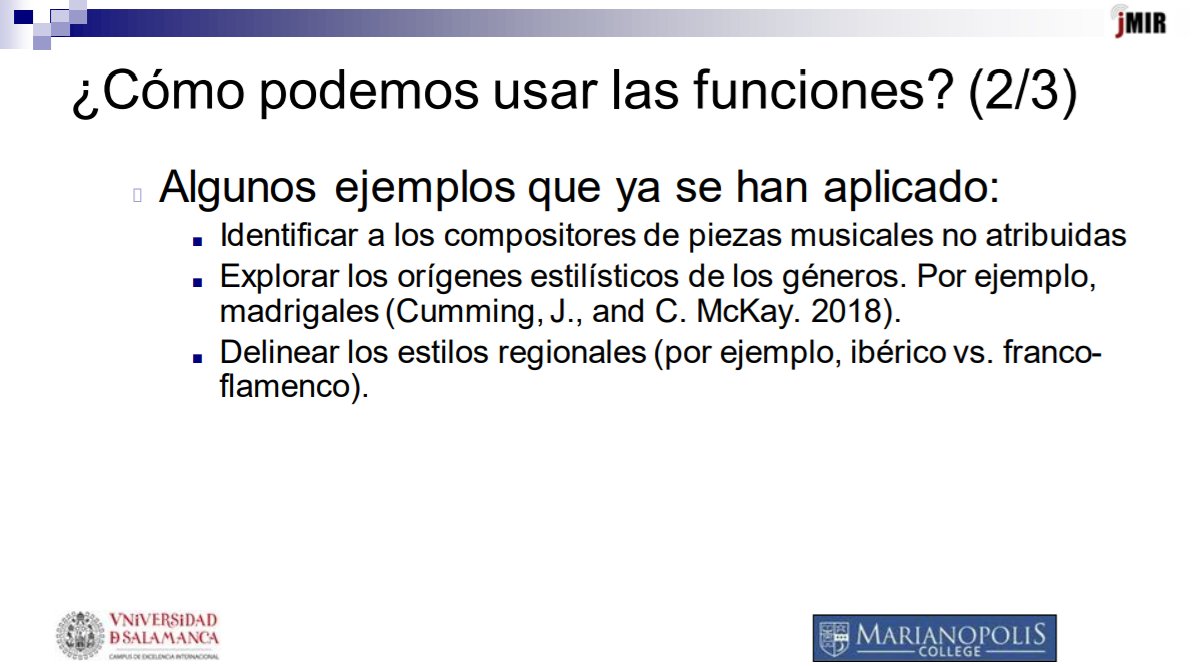 jMIR
¿Cómo podemos usar las funciones? (2/3)
Algunos ejemplos que ya se han aplicado:
Identificar a los compositores de piezas musicales no atribuidas
Explorar los orígenes estilísticos de los géneros. Por ejemplo,
madrigales (Cumming, J., and C. McKay. 2018).
Delinear los estilos regionales (por ejemplo, ibérico vs. franco-
flamenco).
VNiVERSiDAD
D SALAMANCA
CAMPUS DE EXCELENCIA INTERNACIONAL
MARIANOPOLIS
COLLEGE